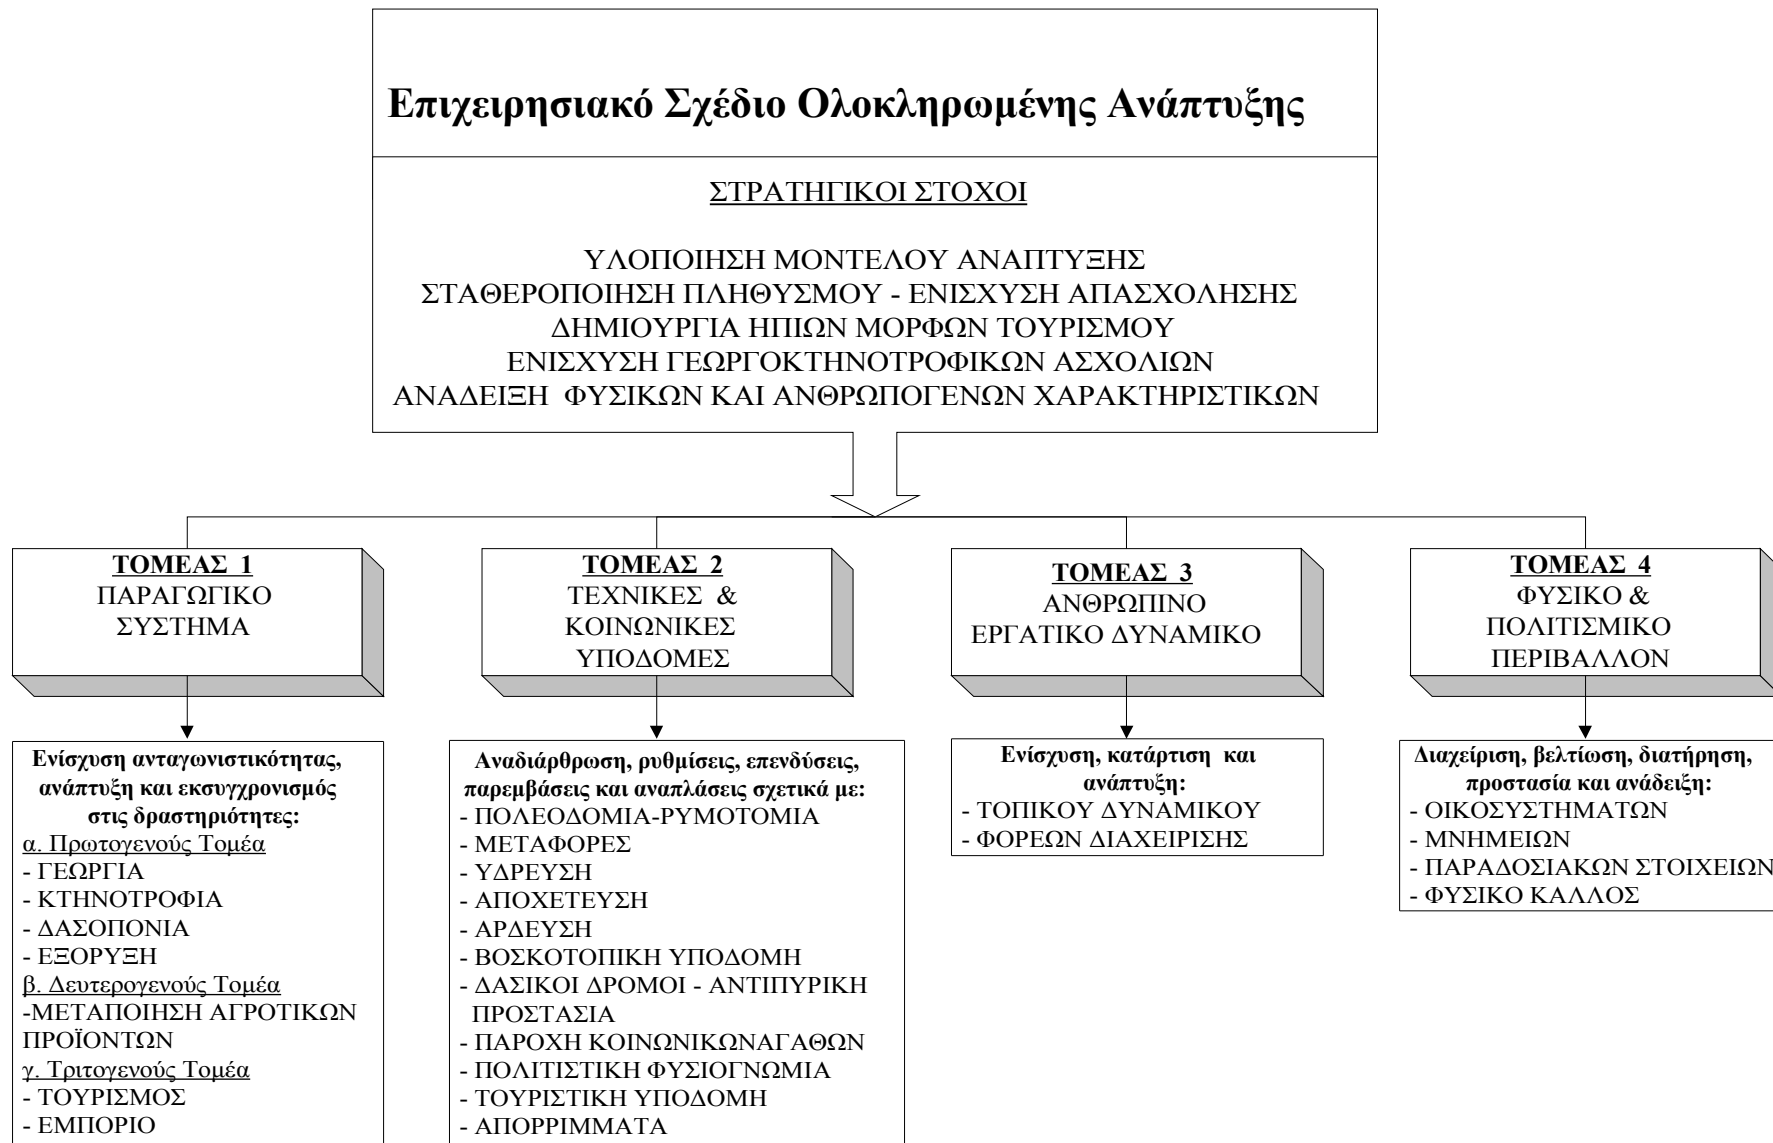 Επιχειρησιακό Σχέδιο Ολοκληρωμένης Ανάπτυξης
ΣΤΡΑΤΗΓΙΚΟΙ ΣΤΟΧΟΙ
ΥΛΟΠΟΙΗΣΗ ΜΟΝΤΕΛΟΥ ΑΝΑΠΤΥΞΗΣ
ΣΤΑΘΕΡΟΠΟΙΗΣΗ ΠΛΗΘΥΣΜΟΥ - ΕΝΙΣΧΥΣΗ ΑΠΑΣΧΟΛΗΣΗΣ
ΔΗΜΙΟΥΡΓΙΑ ΗΠΙΩΝ ΜΟΡΦΩΝ ΤΟΥΡΙΣΜΟΥ
ΕΝΙΣΧΥΣΗ ΓΕΩΡΓΟΚΤΗΝΟΤΡΟΦΙΚΩΝ ΑΣΧΟΛΙΩΝ
ΑΝΑΔΕΙΞΗ ΦΥΣΙΚΩΝ ΚΑΙ ΑΝΘΡΩΠΟΓΕΝΩΝ ΧΑΡΑΚΤΗΡΙΣΤΙΚΩΝ
ΤΟΜΕΑΣ 1
ΠΑΡΑΓΩΓΙΚΟ
ΣΥΣΤΗΜΑ
Ενίσχυση ανταγωνιστικότητας,
ανάπτυξη και εκσυγχρονισμός
στις δραστηριότητες:
α. Πρωτογενούς Τομέα
- ΓΕΩΡΓΙΑ
- ΚΤΗΝΟΤΡΟΦΙΑ
- ΔΑΣΟΠΟΝΙΑ
- ΕΞΟΡΥΞΗ
β. Δευτερογενούς Τομέα
-ΜΕΤΑΠΟΙΗΣΗ ΑΓΡΟΤΙΚΩΝ
ΠΡΟΪΟΝΤΩΝ
γ. Τριτογενούς Τομέα
- ΤΟΥΡΙΣΜΟΣ
- ΕΜΠΟΡΙΟ
ΤΟΜΕΑΣ 2
ΤΕΧΝΙΚΕΣ &
ΚΟΙΝΩΝΙΚΕΣ
ΥΠΟΔΟΜΕΣ
Αναδιάρθρωση, ρυθμίσεις, επενδύσεις,
παρεμβάσεις και αναπλάσεις σχετικά με:
- ΠΟΛΕΟΔΟΜΙΑ-ΡΥΜΟΤΟΜΙΑ
- ΜΕΤΑΦΟΡΕΣ
- ΥΔΡΕΥΣΗ
- ΑΠΟΧΕΤΕΥΣΗ
- ΑΡΔΕΥΣΗ
- ΒΟΣΚΟΤΟΠΙΚΗ ΥΠΟΔΟΜΗ
- ΔΑΣΙΚΟΙ ΔΡΟΜΟΙ - ΑΝΤΙΠΥΡΙΚΗ
ΠΡΟΣΤΑΣΙΑ
- ΠΑΡΟΧΗ ΚΟΙΝΩΝΙΚΩΝΑΓΑΘΩΝ
- ΠΟΛΙΤΙΣΤΙΚΗ ΦΥΣΙΟΓΝΩΜΙΑ
- ΤΟΥΡΙΣΤΙΚΗ ΥΠΟΔΟΜΗ
- ΑΠΟΡΡΙΜΜΑΤΑ
ΤΟΜΕΑΣ 3
ΑΝΘΡΩΠΙΝΟ
ΕΡΓΑΤΙΚΟ ΔΥΝΑΜΙΚΟ
Ενίσχυση, κατάρτιση και
ανάπτυξη:
- ΤΟΠΙΚΟΥ ΔΥΝΑΜΙΚΟΥ
- ΦΟΡΕΩΝ ΔΙΑΧΕΙΡΙΣΗΣ
ΤΟΜΕΑΣ 4
ΦΥΣΙΚΟ &
ΠΟΛΙΤΙΣΜΙΚΟ
ΠΕΡΙΒΑΛΛΟΝ
Διαχείριση, βελτίωση, διατήρηση,
προστασία και ανάδειξη:
- ΟΙΚΟΣΥΣΤΗΜΑΤΩΝ
- ΜΝΗΜΕΙΩΝ
- ΠΑΡΑΔΟΣΙΑΚΩΝ ΣΤΟΙΧΕΙΩΝ
- ΦΥΣΙΚΟ ΚΑΛΛΟΣ